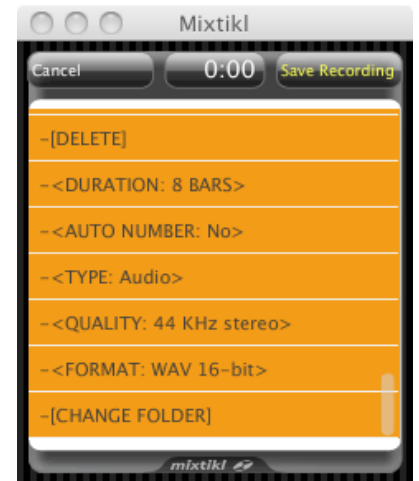 Mixtikl
Cancel 0:00 Save Recording
-[DELETE]
-<DURATION: 8 BARS>
-<AUTO NUMBER: No>
-<TYPE: Audio>
-<QUALITY: 44 KHz stereo>
-<FORMAT: WAV 16-bit>
-[CHANGE FOLDER]
mixtikl